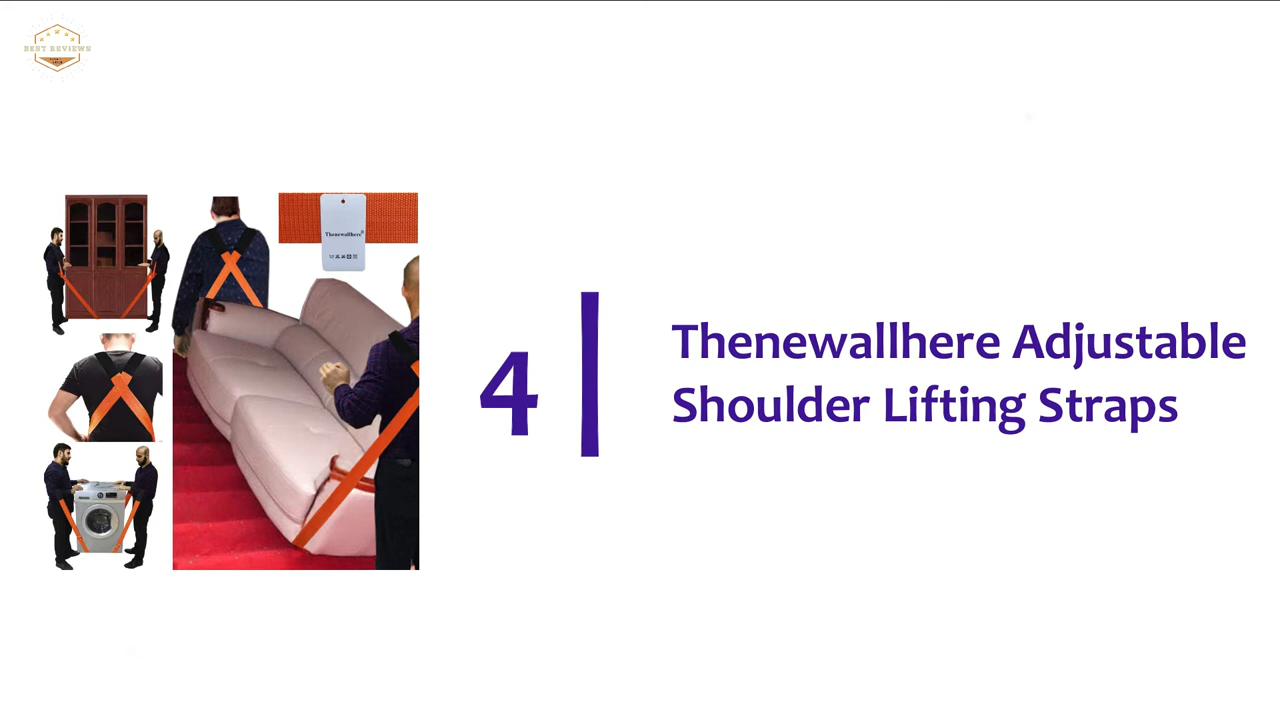 BEST REVIEWS
Thenewallhere®
4
Thenewallhere Adjustable
Shoulder Lifting Straps